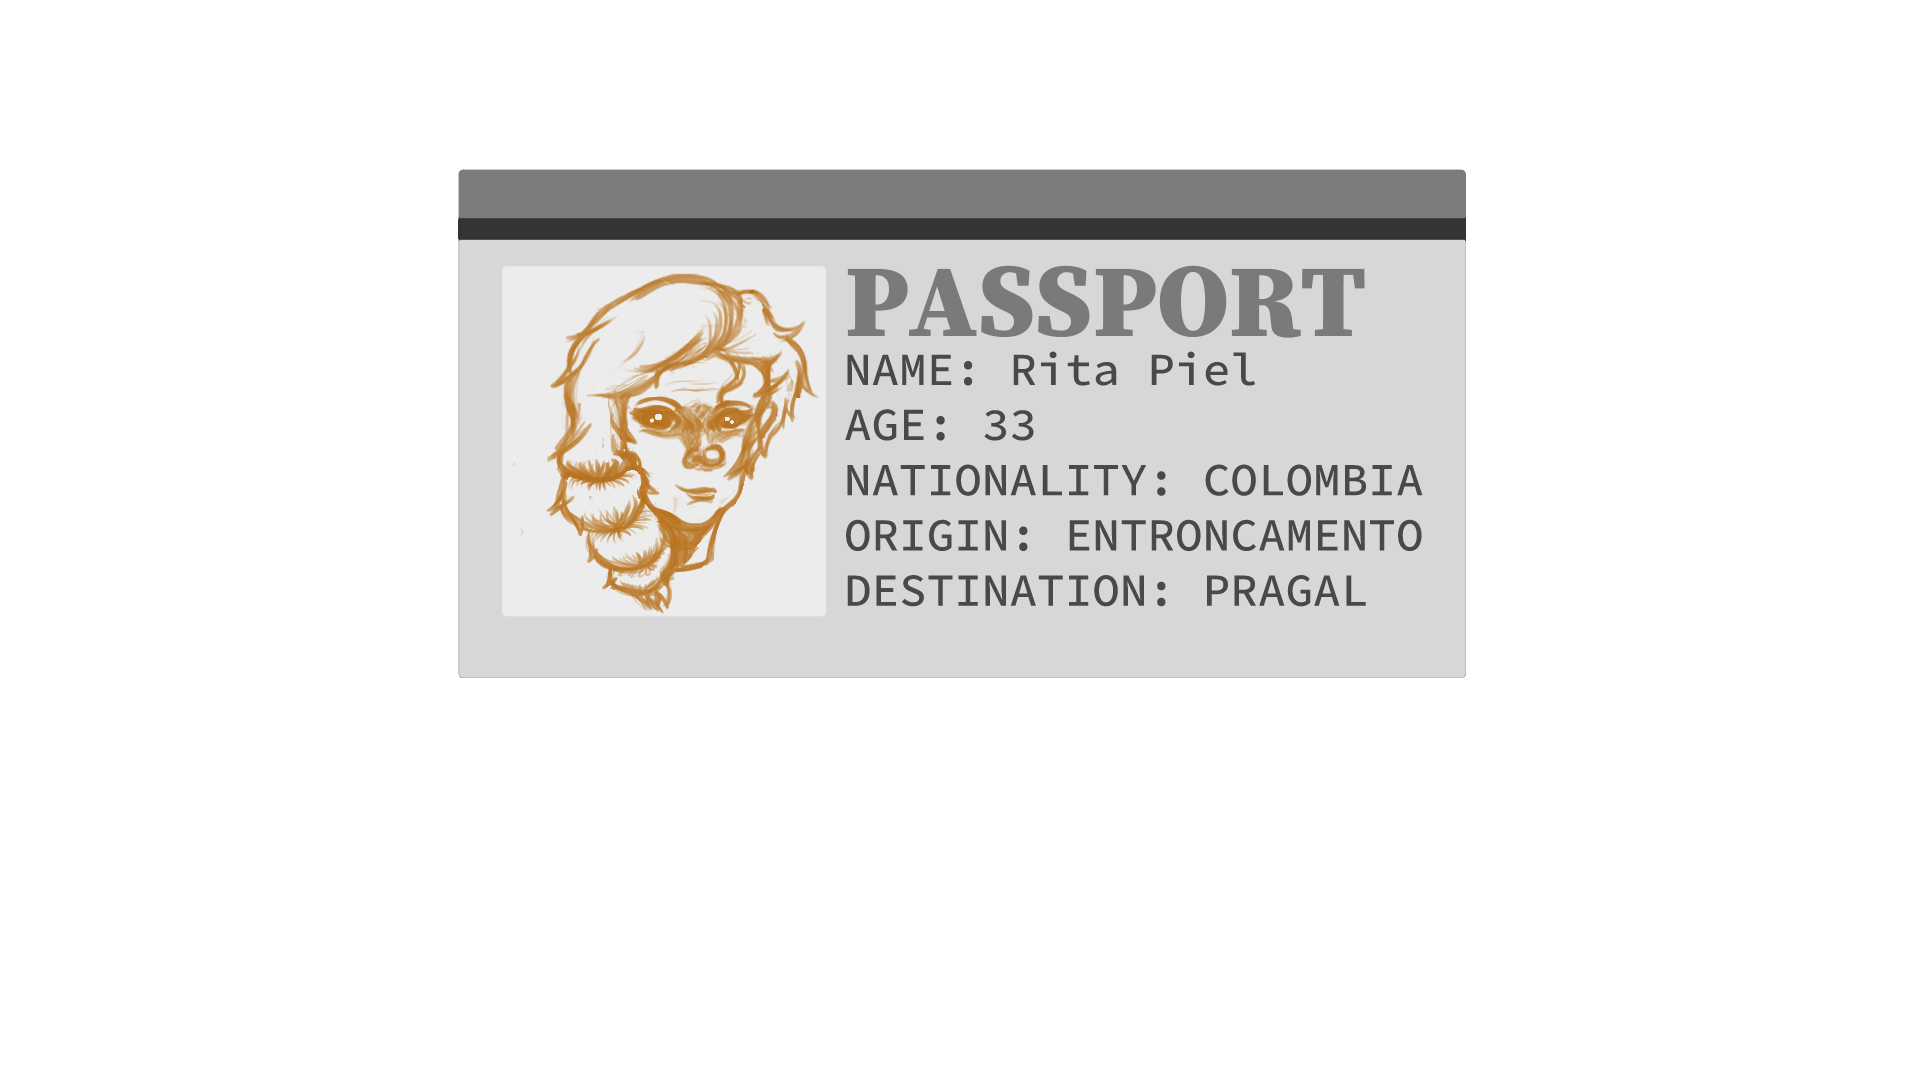 PASSPORT
NAME: Rita Piel
AGE: 33
NATIONALITY: COLOMBIA
ORIGIN: ENTRONCAMENTO
DESTINATION: PRAGAL